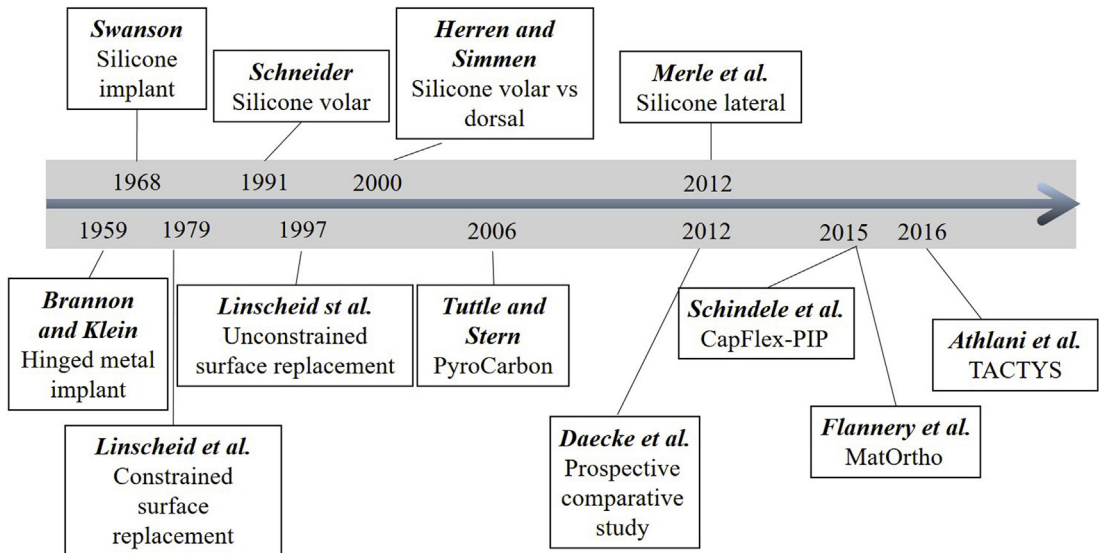 Swanson
Silicone
implant
Schneider
Silicone volar
Herren and
Simmen
Silicone volar vs
dorsal
Merle et al.
Silicone lateral
1968
1991
2000
2012
1959
1979
1997
2006
2012
2015
2016
Brannon
and Klein
Hinged metal
implant
Linscheid et al.
Constrained
surface
replacement
Linscheid st al.
Unconstrained
surface replacement
Tuttle and
Stern
PyroCarbon
Daecke et al.
Prospective
comparative
study
Schindele et al.
CapFlex-PIP
Flannery et al.
MatOrtho
Athlani et al.
TACTYS